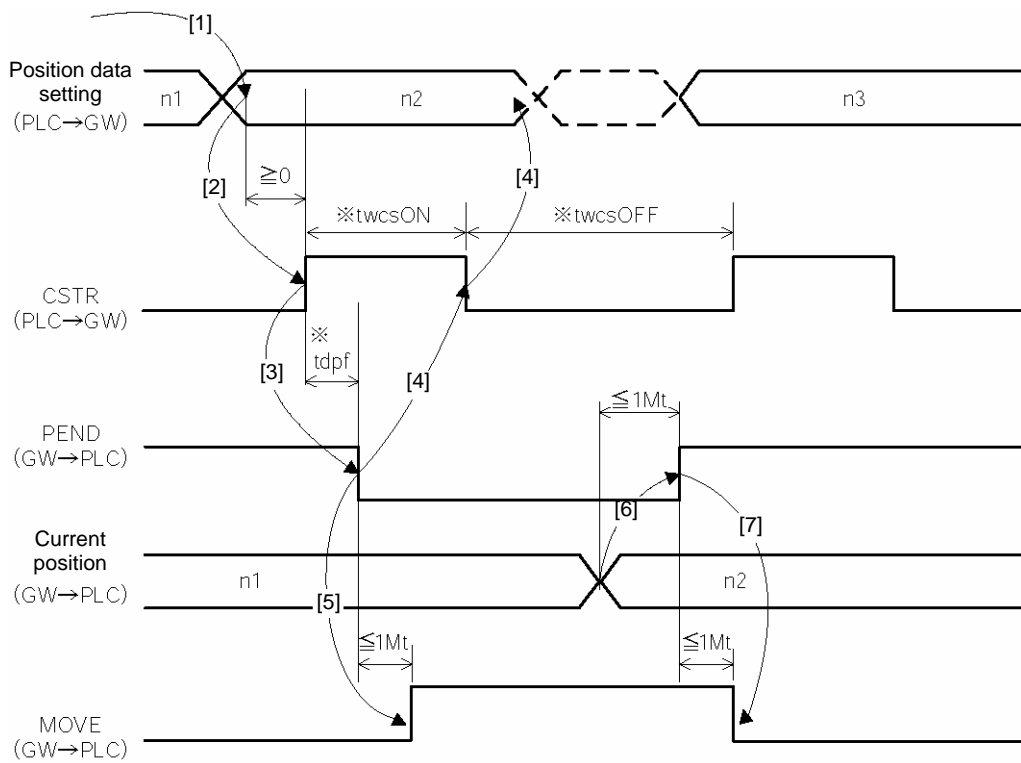 [1]
Position data
setting
(PLC→GW)
n1
n2
n3
[2]
≧0
[4]
※twcsON
※twcsOFF
CSTR
(PLC→GW)
※
tdpf
[3]
[4]
≦1Mt
PEND
(GW→PLC)
[6]
[7]
Current
position
(GW→PLC)
n1
n2
[5]
≦1Mt
≦1Mt
MOVE
(GW→PLC)